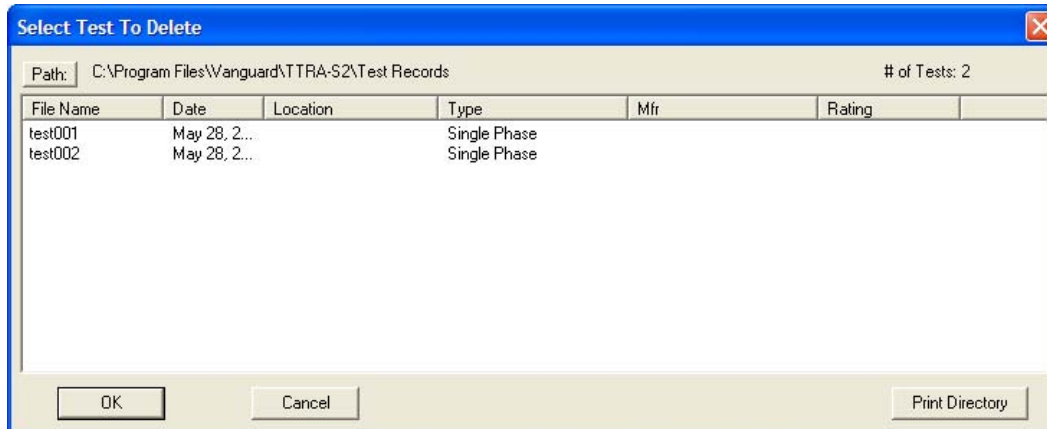 Select Test To Delete
Path: C:\Program Files\Vanguard\TTRA-S2\Test Records # of Tests: 2
File Name Date Location Type Mfr Rating
test001 May 28, 2... Single Phase
test002 May 28, 2... Single Phase
OK Cancel Print Directory